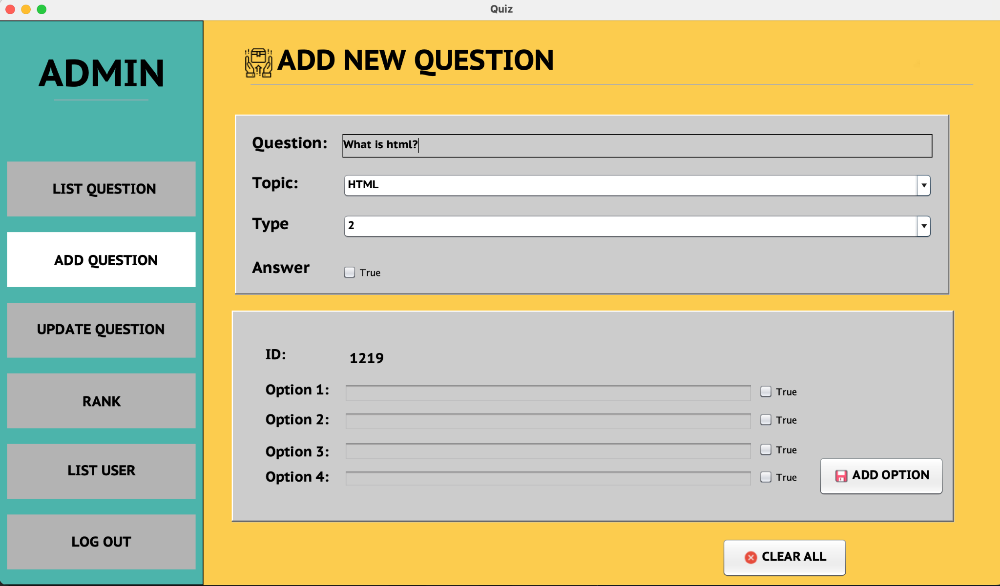 Quiz
ADMIN
LIST QUESTION
ADD QUESTION
UPDATE QUESTION
RANK
LIST USER
LOG OUT
ADD NEW QUESTION
Question: What is html?
Topic: HTML
Type 2
Answer True
ID: 1219
Option 1: True
Option 2: True
Option 3: True
Option 4: True
ADD OPTION
CLEAR ALL